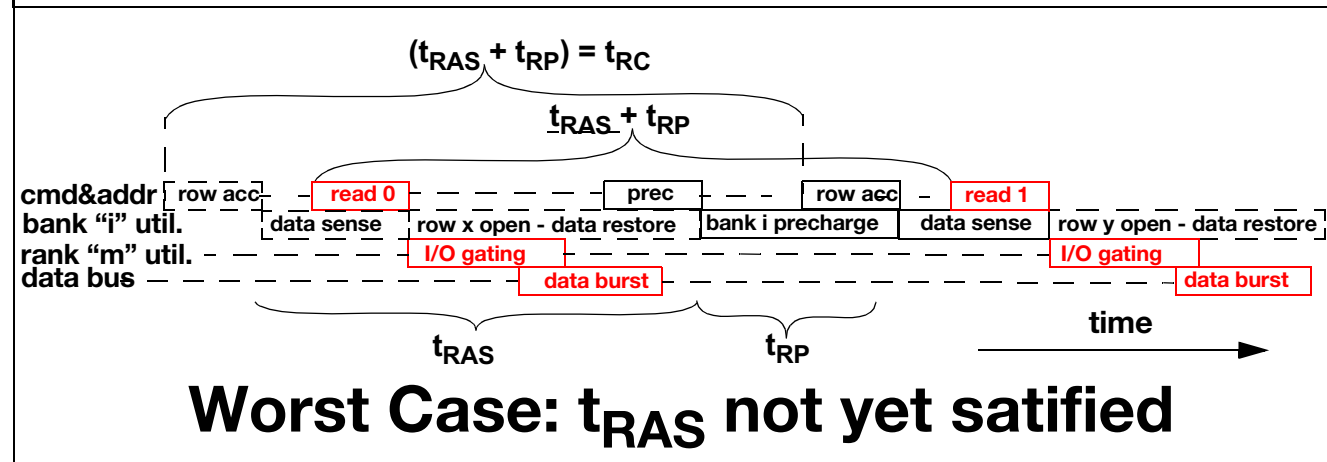 (tRAS + tRP) = tRC
tRAS + tRP
cmd&addr row acc read 0 prec row acc read 1
bank “i” util. data sense row x open - data restore bank i precharge data sense row y open - data restore
rank “m” util. I/O gating I/O gating
data bus data burst data burst
tRAS tRP time
Worst Case: tRAS not yet satified